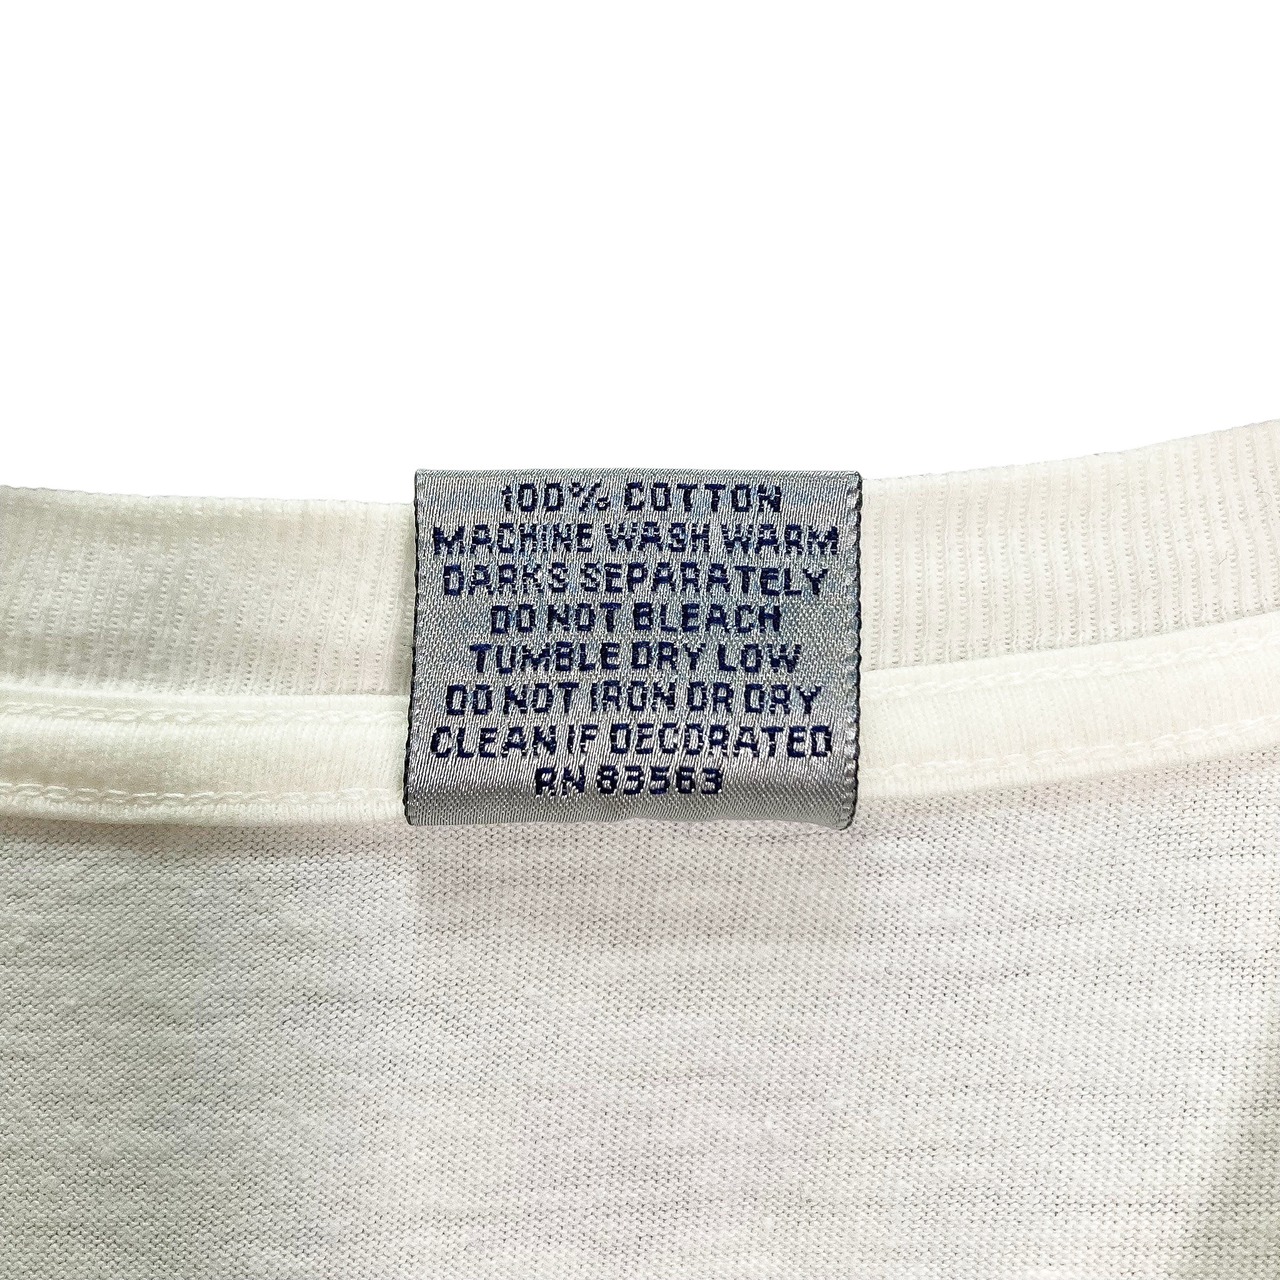 100% COTTON
MACHINE WASH WARM
DARKS SEPARATELY
DO NOT BLEACH
TUMBLE DRY LOW
DO NOT IRON OR DRY
CLEAN IF DECORATED
RN 83563